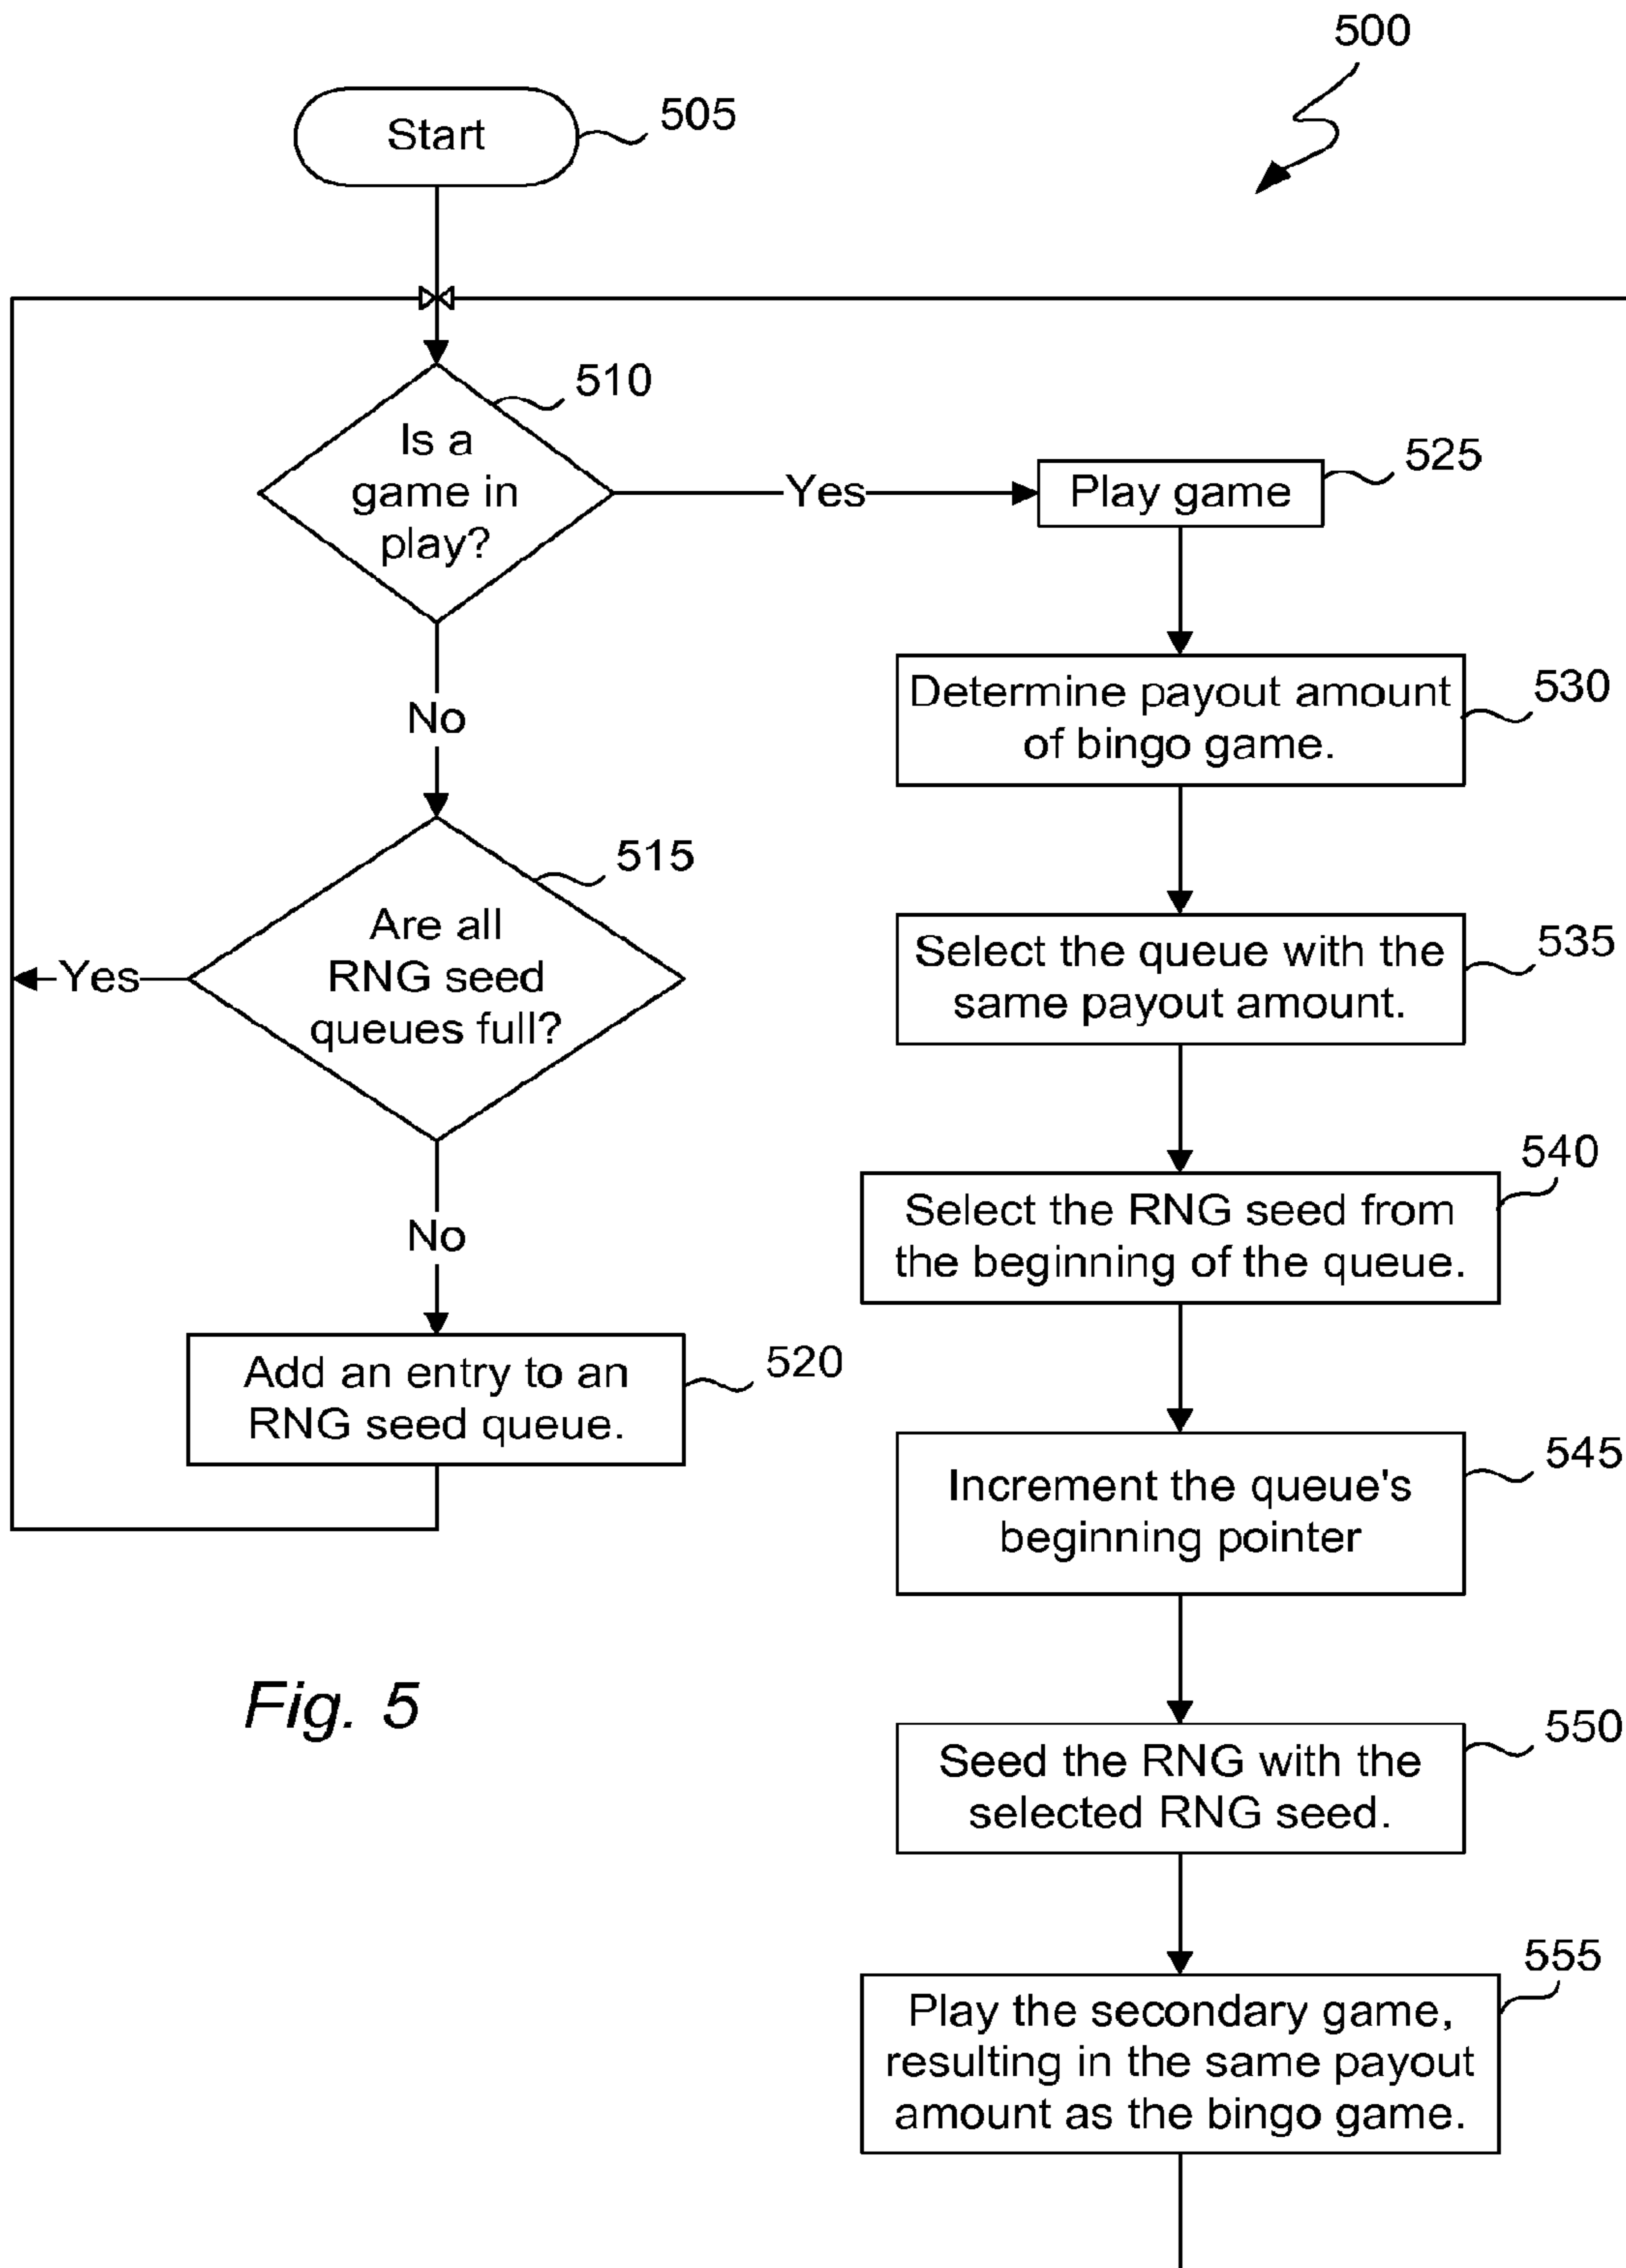 500
Start
505
510
Is a
game in
play?
Yes
525
Play game
No
530
Determine payout amount
of bingo game.
515
Are all
RNG seed
queues full?
Yes
535
Select the queue with the
same payout amount.
No
540
Select the RNG seed from
the beginning of the queue.
520
Add an entry to an
RNG seed queue.
545
Increment the queue's
beginning pointer
Fig. 5
550
Seed the RNG with the
selected RNG seed.
555
Play the secondary game,
resulting in the same payout
amount as the bingo game.